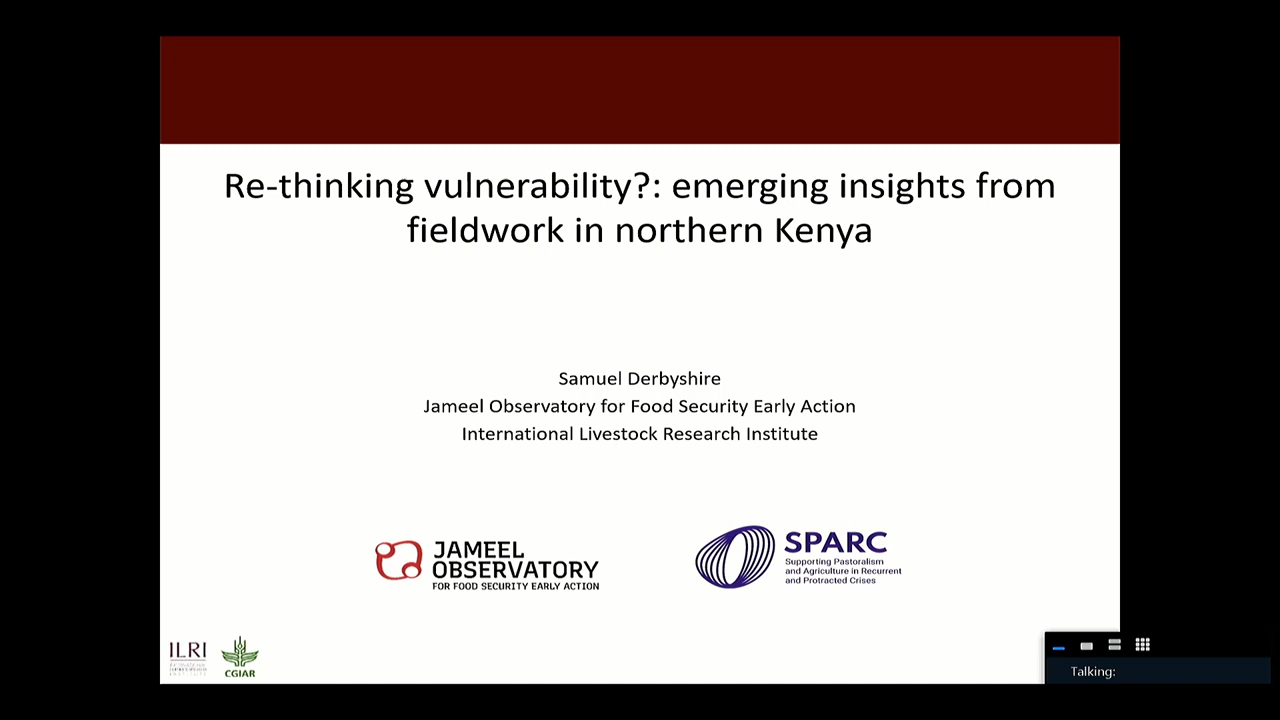 Re-thinking vulnerability?: emerging insights from
fieldwork in northern Kenya
Samuel Derbyshire
Jameel Observatory for Food Security Early Action
International Livestock Research Institute
JAMEEL
OBSERVATORY
FOR FOOD SECURITY EARLY ACTION
SPARC
Supporting Pastoralism
and Agriculture in Recurrent
and Protracted Crises
ILRI
CGIAR
Talking: